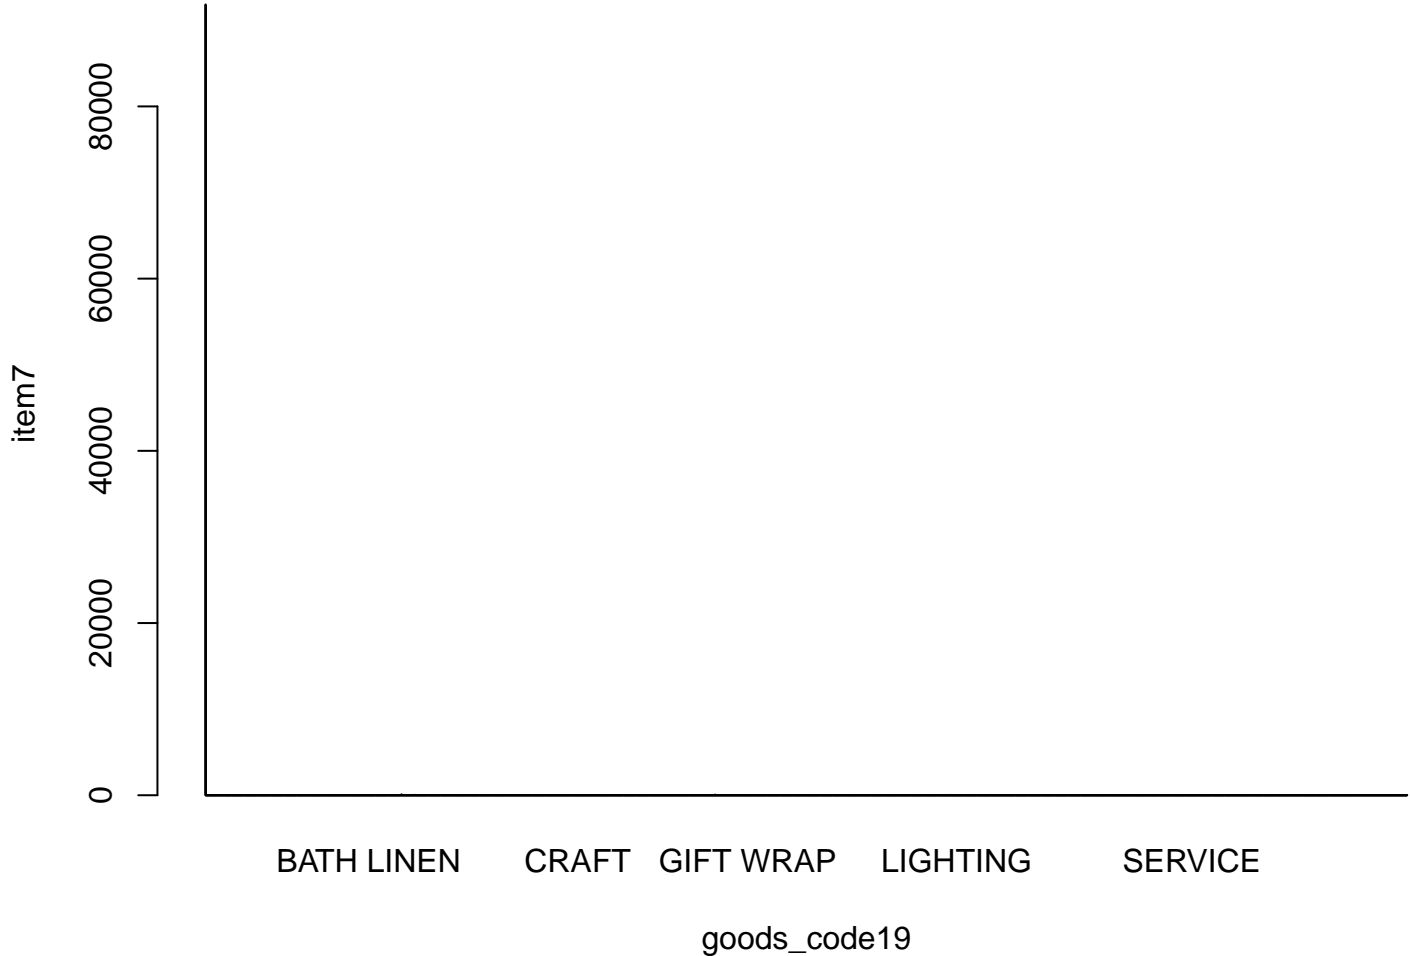 80000
60000
40000
20000
0
item7
BATH LINEN CRAFT GIFT WRAP LIGHTING SERVICE
goods_code19